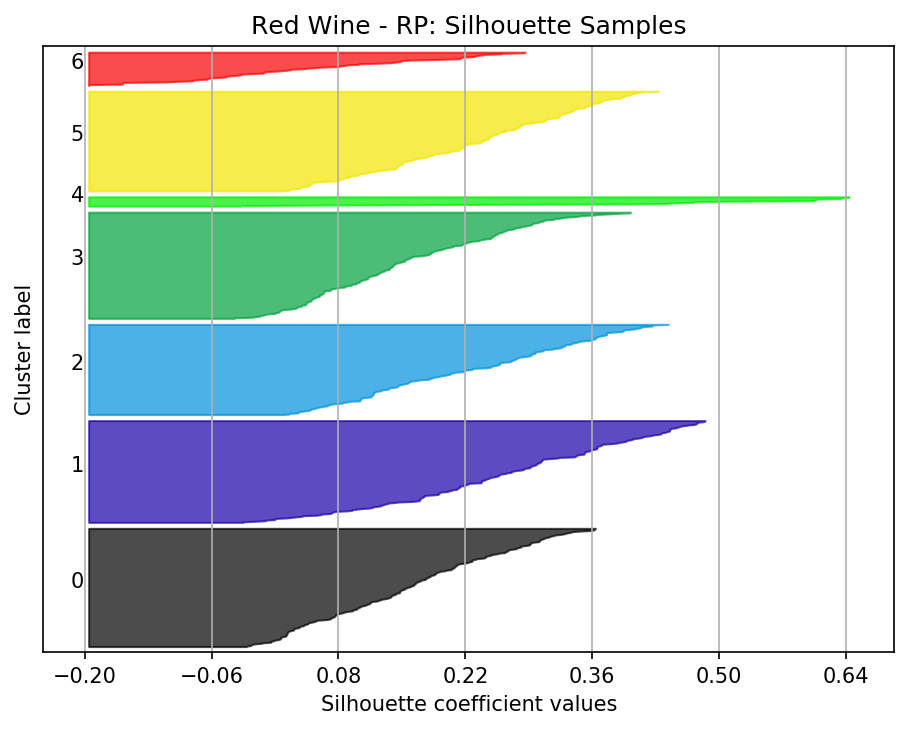 Red Wine - RP: Silhouette Samples
6
5
4
3
2
1
0
Cluster label
−0.20 −0.06 0.08 0.22 0.36 0.50 0.64
Silhouette coefficient values